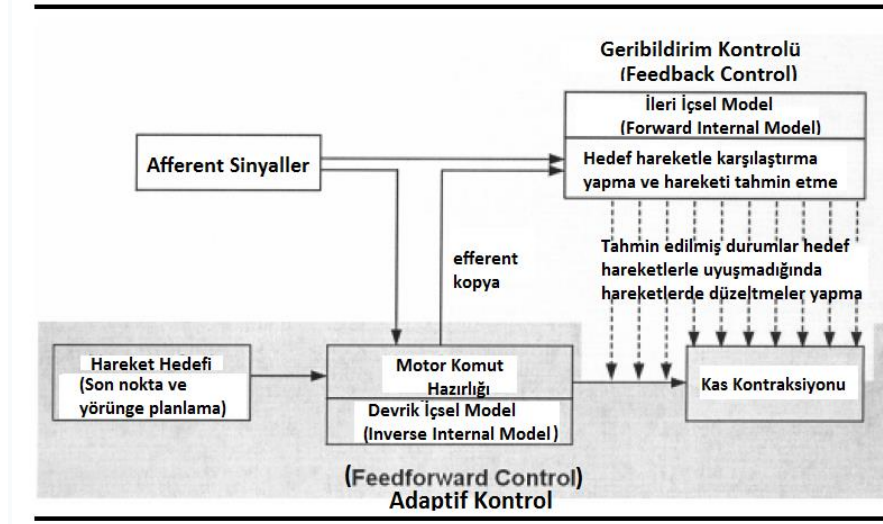 Geribildirim Kontrolü
(Feedback Control)
İleri İçsel Model
(Forward Internal Model)
Afferent Sinyaller
Hedef hareketle karşılaştırma
yapma ve hareketi tahmin etme
efferent
kopya
Tahmin edilmiş durumlar hedef
hareketlerle uyuşmadığında
hareketlerde düzeltmeler yapma
Hareket Hedefi
(Son nokta ve
yörünge planlama)
Motor Komut
Hazırlığı
Devrik İçsel Model
(Inverse Internal Model)
Kas Kontraksiyonu
(Feedforward Control)
Adaptif Kontrol